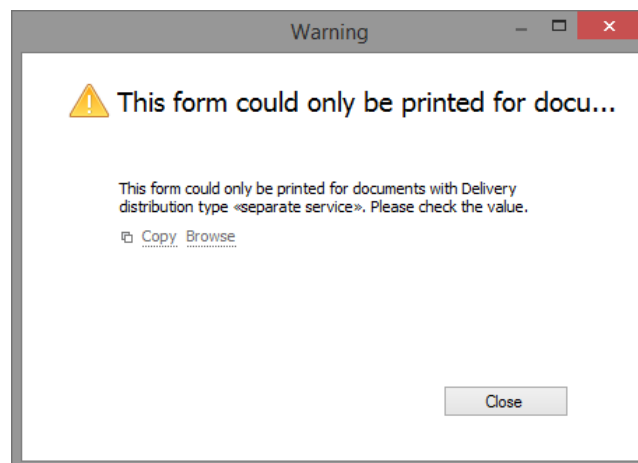 Warning
This form could only be printed for docu...
This form could only be printed for documents with Delivery
distribution type «separate service». Please check the value.
Copy Browse
Close